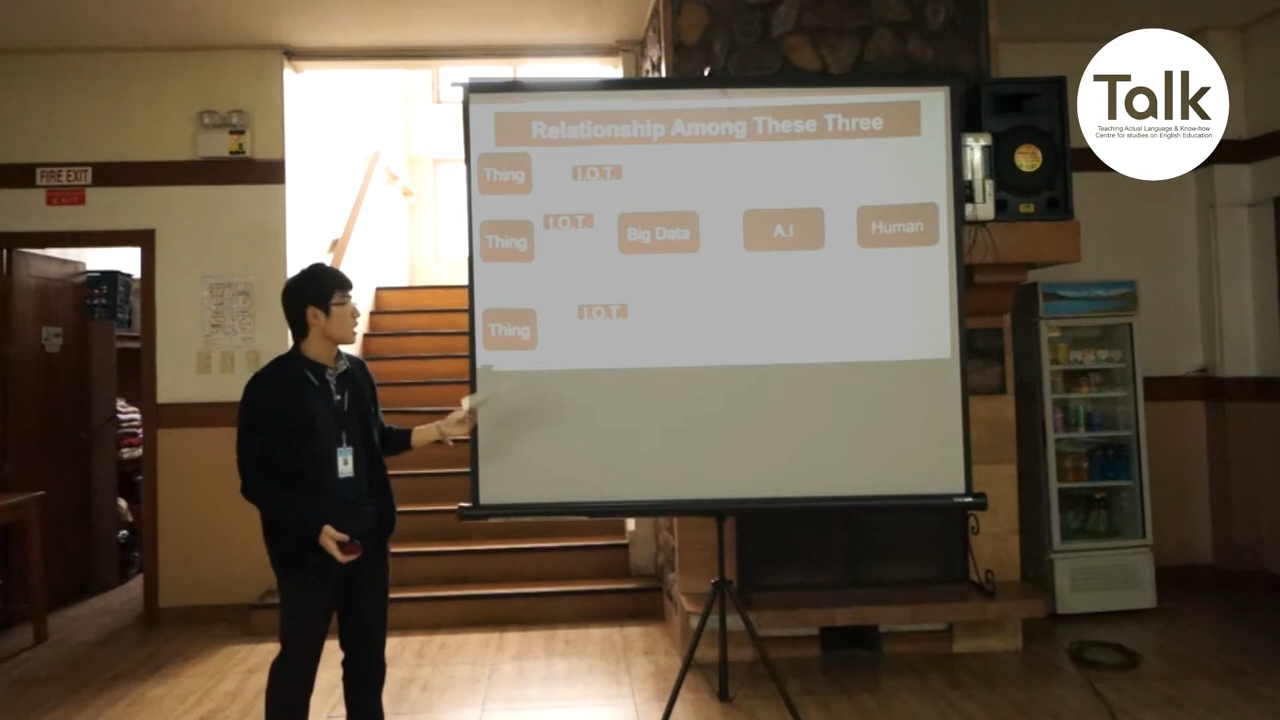 Talk
Teaching Actual Language & Know-how
Centre for studies on English Education
FIRE EXIT
EXIT
Relationship Among These Three
Thing
I.O.T.
Thing
I.O.T.
Big Data
A.I
Human
Thing
I.O.T.